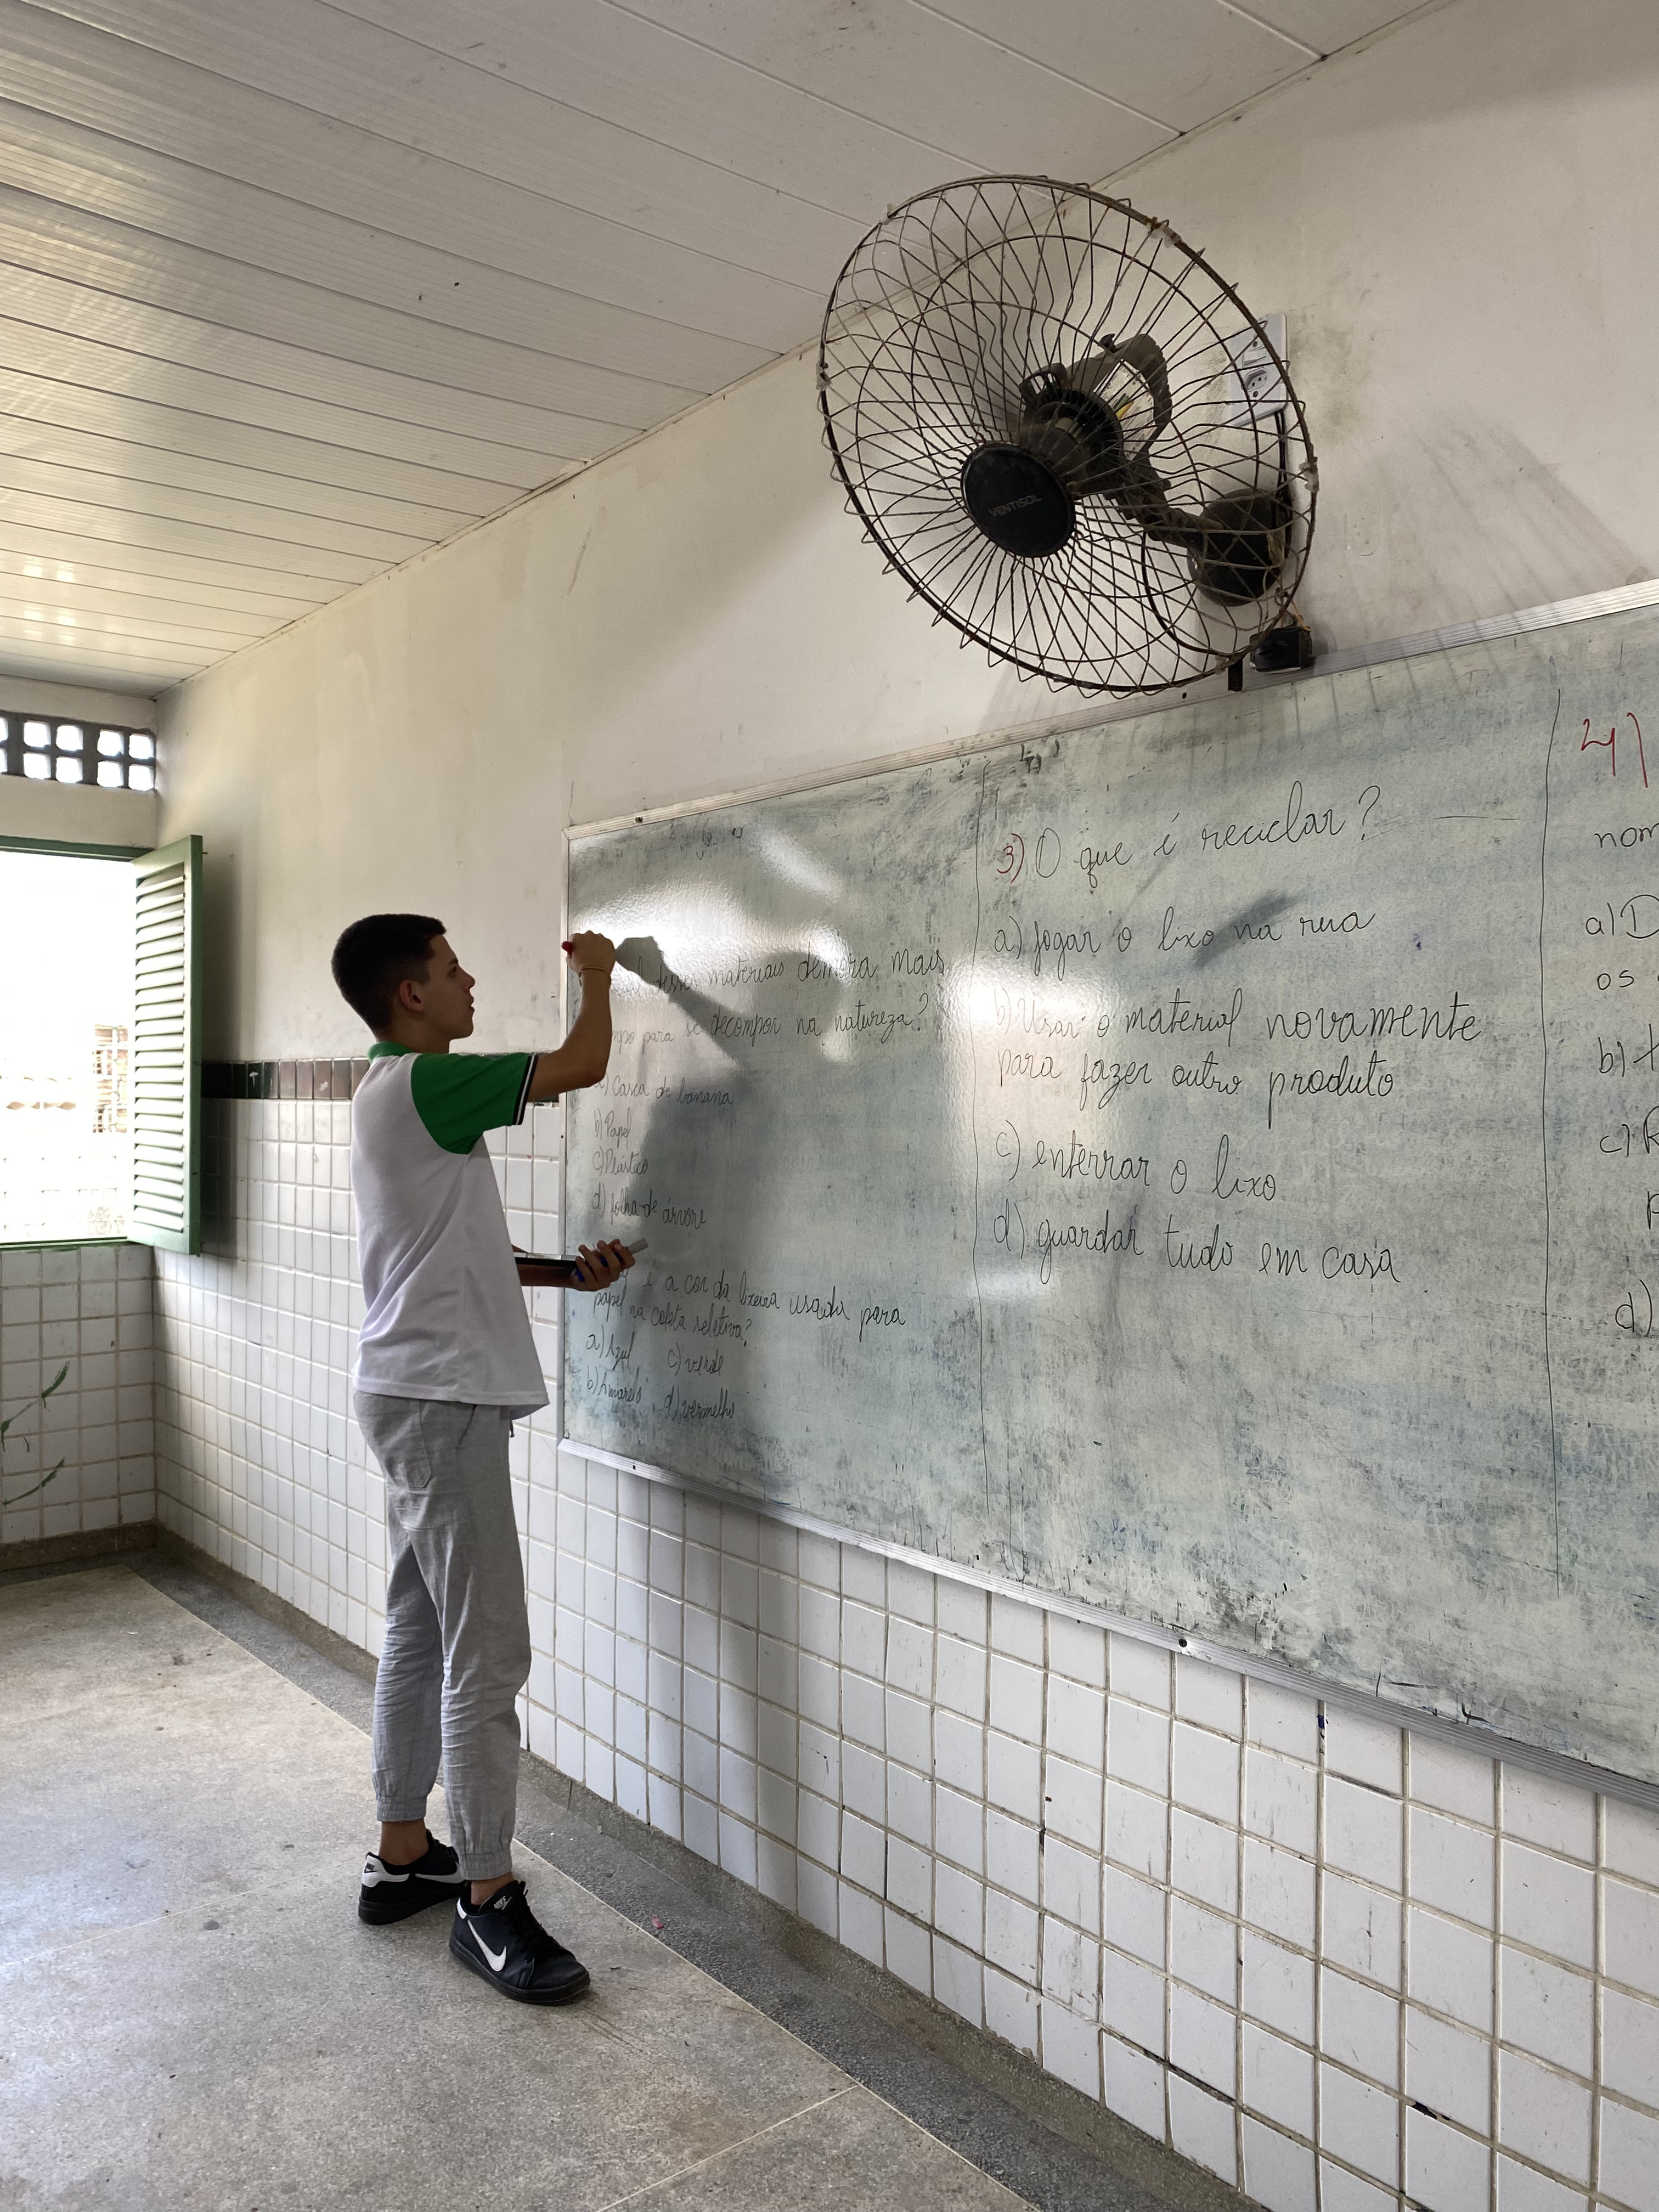 desses materiais demora mais
para se decompor na natureza?
a) Casca de banana
b) Papel
c) Plástico
d) folha de árvore
é a cor da lixeira usada para
papel na coleta seletiva?
a) Azul c) verde
b) Amarelo d) vermelho
3) O que é reciclar?
a) Jogar o lixo na rua
b) Usar o material novamente
para fazer outro produto
c) enterrar o lixo
d) guardar tudo em casa
4)
nom
a) D
os
b)
c) R
p
d)
VENTISOL